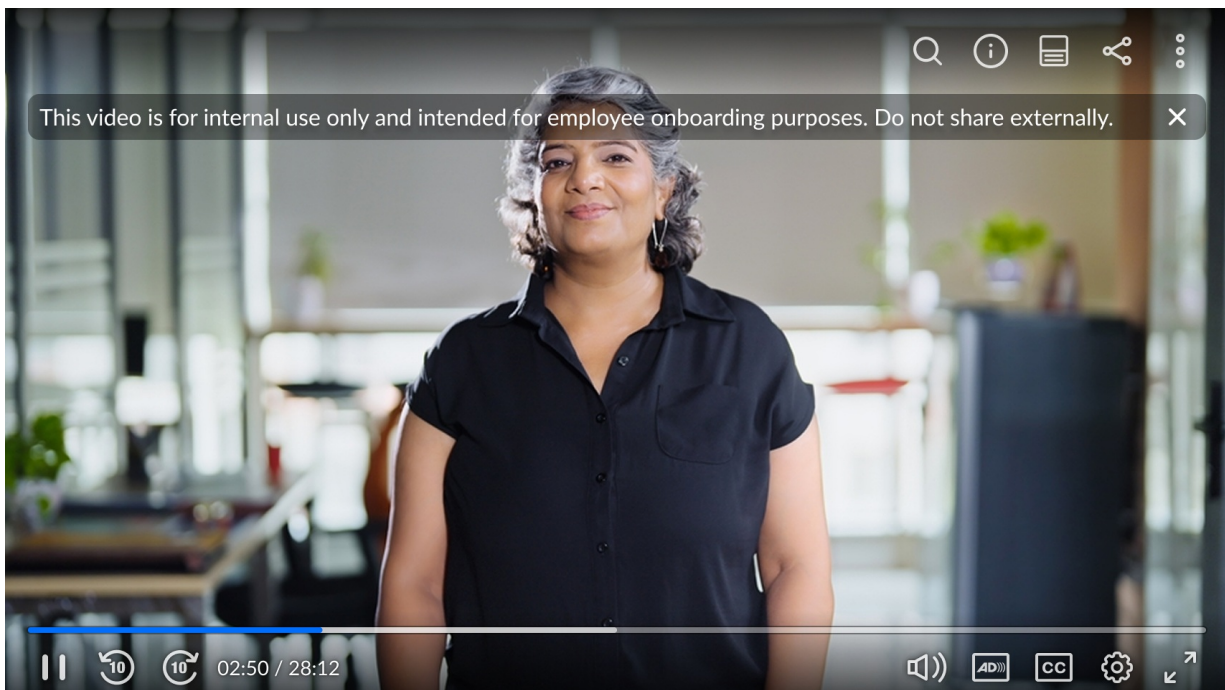 This video is for internal use only and intended for employee onboarding purposes. Do not share externally.
10 10 02:50 / 28:12 AD CC